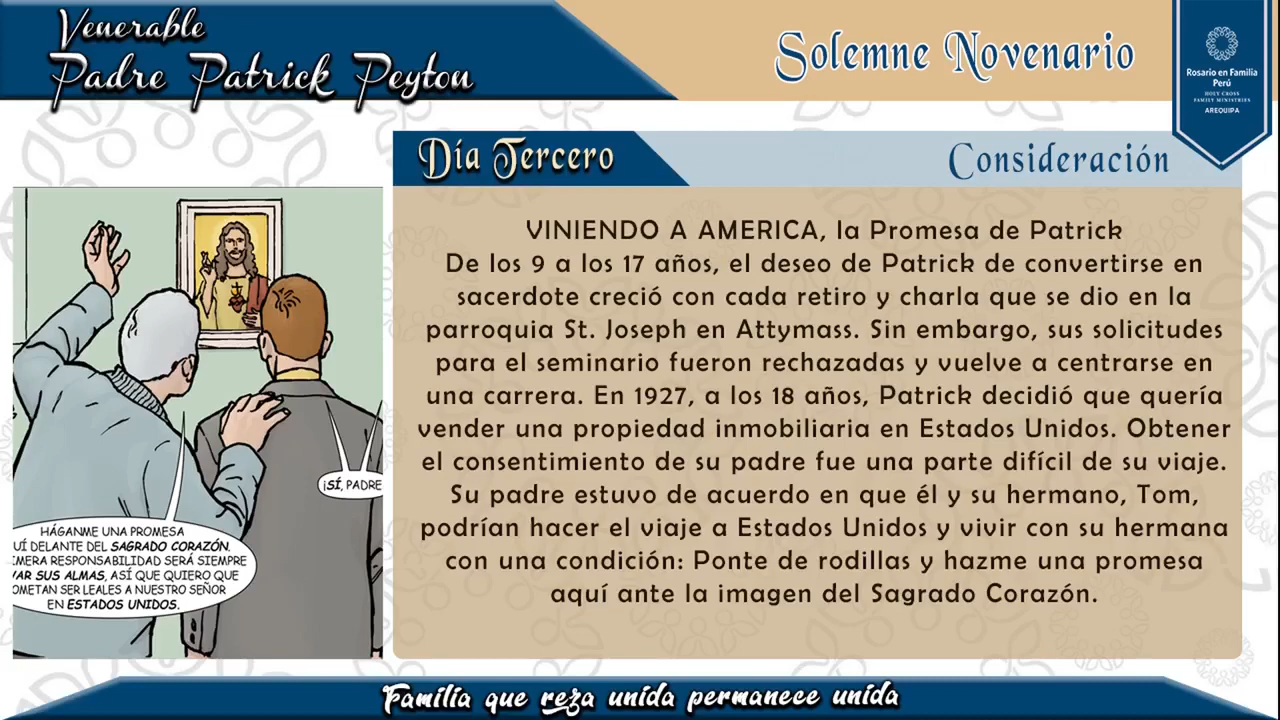 Venerable
Padre Patrick Peyton
Solemne Novenario
Rosario en Familia
Perú
HOLY CROSS
FAMILY MINISTRIES
AREQUIPA
Día Tercero
Consideración
VINIENDO A AMERICA, la Promesa de Patrick
De los 9 a los 17 años, el deseo de Patrick de convertirse en
sacerdote creció con cada retiro y charla que se dio en la
parroquia St. Joseph en Attymass. Sin embargo, sus solicitudes
para el seminario fueron rechazadas y vuelve a centrarse en
una carrera. En 1927, a los 18 años, Patrick decidió que quería
vender una propiedad inmobiliaria en Estados Unidos. Obtener
el consentimiento de su padre fue una parte difícil de su viaje.
Su padre estuvo de acuerdo en que él y su hermano, Tom,
podrían hacer el viaje a Estados Unidos y vivir con su hermana
con una condición: Ponte de rodillas y hazme una promesa
aquí ante la imagen del Sagrado Corazón.
¡SÍ, PADRE
HÁGANME UNA PROMESA
UÍ DELANTE DEL SAGRADO CORAZÓN.
MERA RESPONSABILIDAD SERÁ SIEMPRE
VAR SUS ALMAS, ASÍ QUE QUIERO QUE
OMETAN SER LEALES A NUESTRO SEÑOR
EN ESTADOS UNIDOS.
Familia que reza unida permanece unida